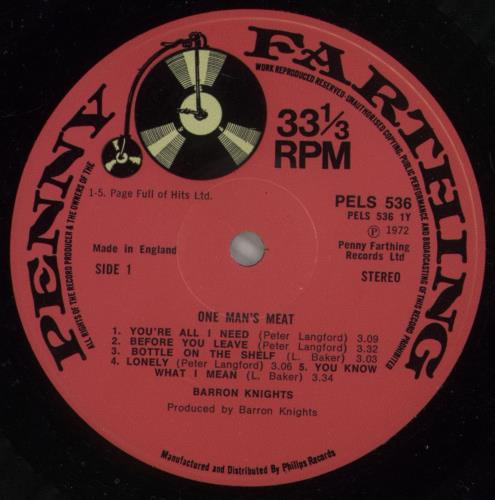 PENNY FARTHING
ALL RIGHTS OF THE RECORD PRODUCER & THE OWNERS OF THE WORK REPRODUCED RESERVED·UNAUTHORISED COPYING, PUBLIC PERFORMANCE AND BROADCASTING OF THIS RECORD PROHIBITED
33⅓
RPM
1-5. Page Full of Hits Ltd.
PELS 536
PELS 536 1Y
Ⓟ 1972
Penny Farthing
Records Ltd
Made in England
SIDE 1
STEREO
ONE MAN'S MEAT
1. YOU'RE ALL I NEED (Peter Langford) 3.09
2. BEFORE YOU LEAVE (Peter Langford) 3.32
3. BOTTLE ON THE SHELF (L. Baker) 3.03
4. LONELY (Peter Langford) 3.06 5. YOU KNOW
WHAT I MEAN (L. Baker) 3.34
BARRON KNIGHTS
Produced by Barron Knights
Manufactured and Distributed By Philips Records